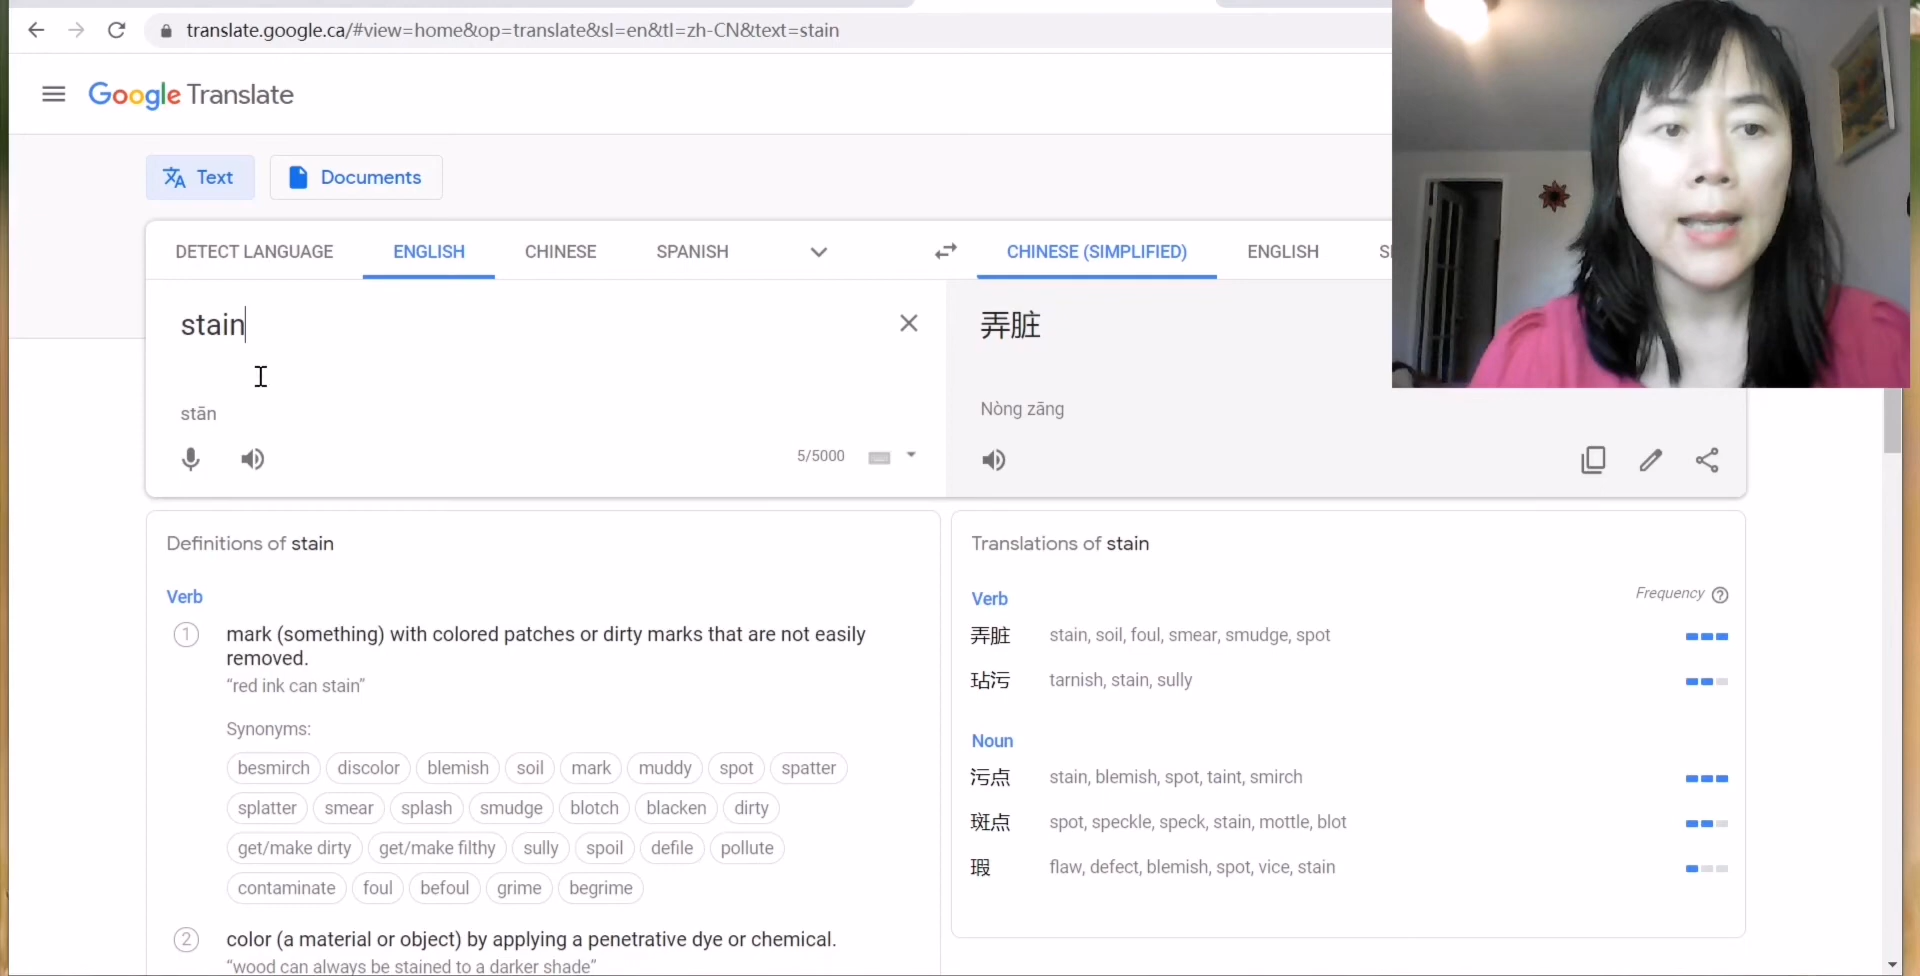 translate.google.ca/#view=home&op=translate&sl=en&tl=zh-CN&text=stain
Google Translate
Text
Documents
DETECT LANGUAGE
ENGLISH
CHINESE
SPANISH
CHINESE (SIMPLIFIED)
ENGLISH
stain
弄脏
stān
Nòng zāng
5/5000
Definitions of stain
Verb
1
mark (something) with colored patches or dirty marks that are not easily
removed.
“red ink can stain”
Synonyms:
besmirch discolor blemish soil mark muddy spot spatter
splatter smear splash smudge blotch blacken dirty
get/make dirty get/make filthy sully spoil defile pollute
contaminate foul befoul grime begrime
2
color (a material or object) by applying a penetrative dye or chemical.
“wood can always be stained to a darker shade”
Translations of stain
Verb
Frequency
弄脏 stain, soil, foul, smear, smudge, spot
玷污 tarnish, stain, sully
Noun
污点 stain, blemish, spot, taint, smirch
斑点 spot, speckle, speck, stain, mottle, blot
瑕 flaw, defect, blemish, spot, vice, stain